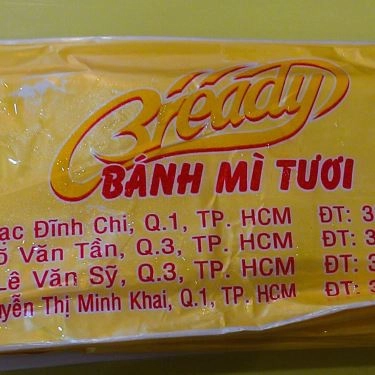 Bready
BÁNH MÌ TƯƠI
ạc Đĩnh Chi, Q.1, TP. HCM ĐT: 3
Văn Tần, Q.3, TP. HCM ĐT: 3
Lê Văn Sỹ, Q.3, TP. HCM ĐT: 3
uyễn Thị Minh Khai, Q.1, TP. HCM ĐT: 3